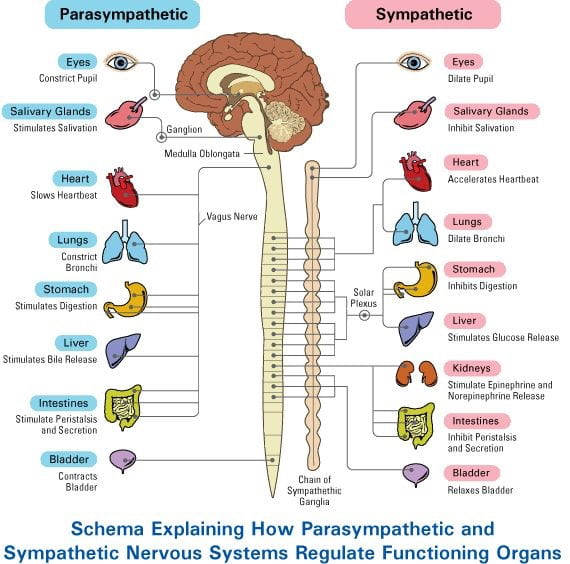 Parasympathetic
Sympathetic
Eyes
Constrict Pupil
Salivary Glands
Stimulates Salivation
Ganglion
Medulla Oblongata
Heart
Slows Heartbeat
Vagus Nerve
Lungs
Constrict
Bronchi
Stomach
Stimulates Digestion
Liver
Stimulates Bile Release
Intestines
Stimulate Peristalsis
and Secretion
Bladder
Contracts
Bladder
Eyes
Dilate Pupil
Salivary Glands
Inhibit Salivation
Heart
Accelerates Heartbeat
Lungs
Dilate Bronchi
Stomach
Inhibits Digestion
Solar
Plexus
Liver
Stimulates Glucose Release
Kidneys
Stimulate Epinephrine and
Norepinephrine Release
Intestines
Inhibit Peristalsis
and Secretion
Bladder
Relaxes Bladder
Chain of
Sympathethic
Ganglia
Schema Explaining How Parasympathetic and
Sympathetic Nervous Systems Regulate Functioning Organs